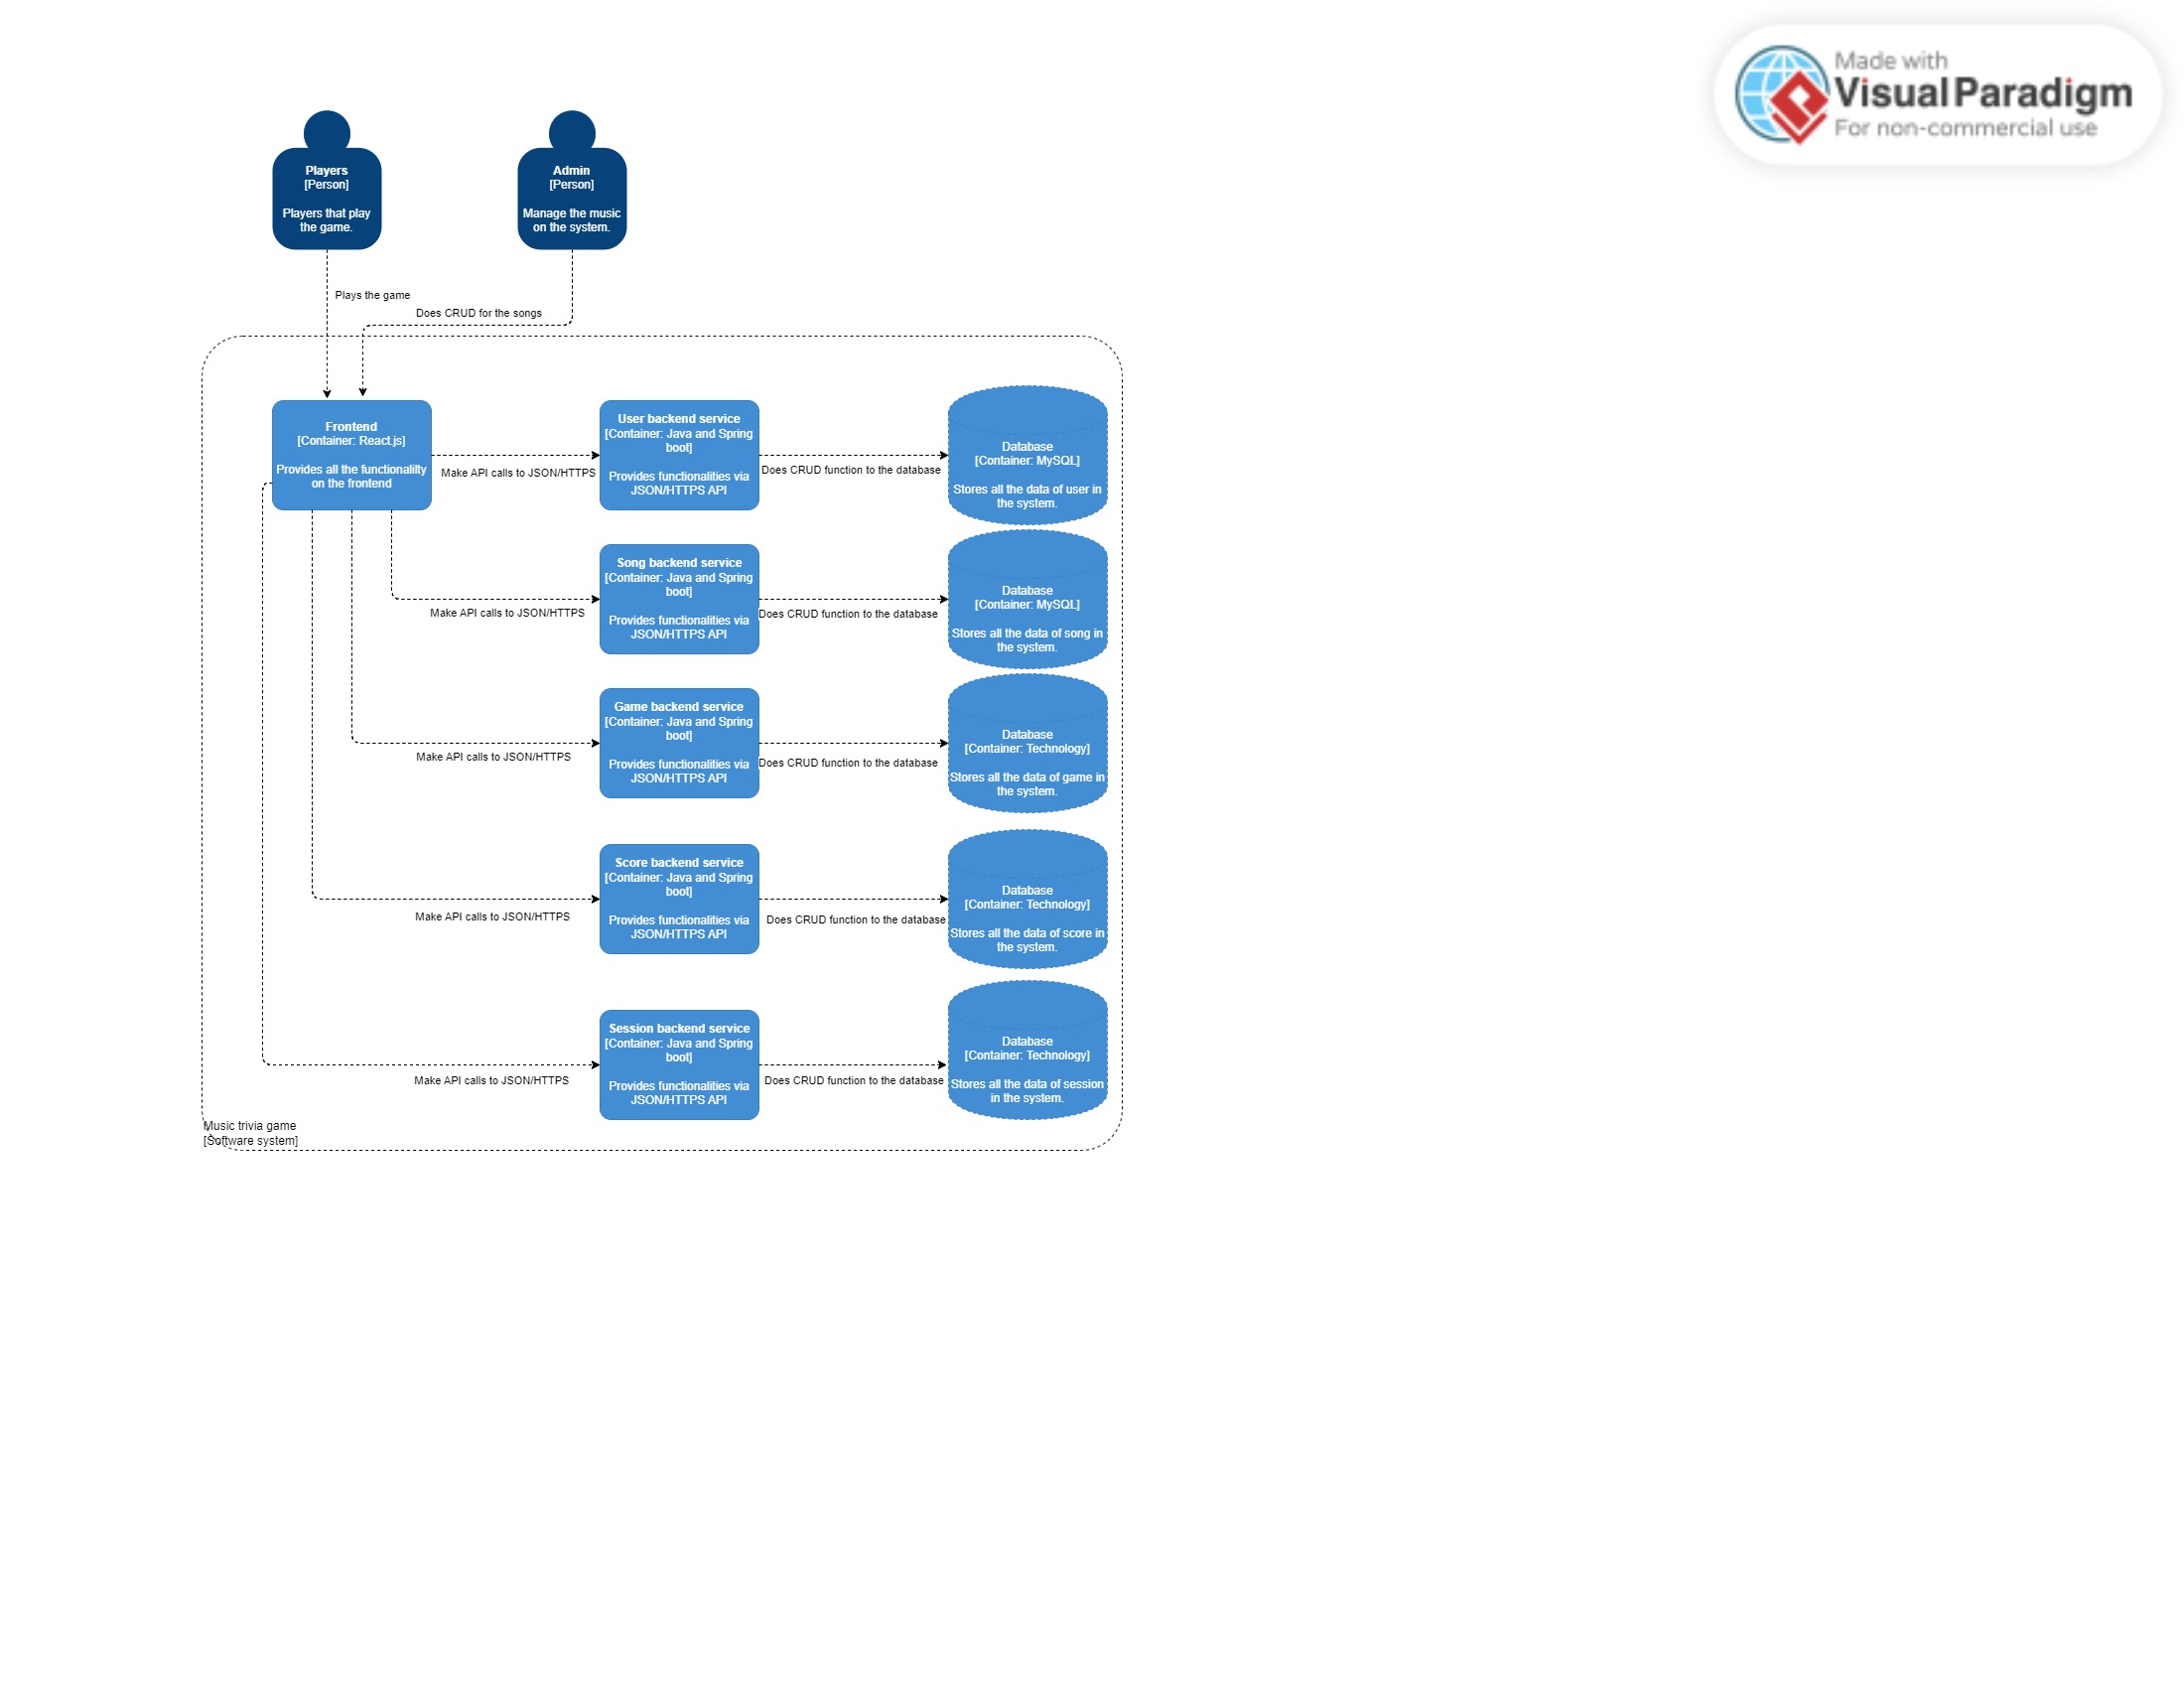 Made with
Visual Paradigm
For non-commercial use
Players
[Person]
Players that play
the game.
Admin
[Person]
Manage the music
on the system.
Plays the game
Does CRUD for the songs
Frontend
[Container: React.js]
Provides all the functionalilty
on the frontend
Make API calls to JSON/HTTPS
User backend service
[Container: Java and Spring
boot]
Provides functionalities via
JSON/HTTPS API
Does CRUD function to the database
Database
[Container: MySQL]
Stores all the data of user in
the system.
Make API calls to JSON/HTTPS
Song backend service
[Container: Java and Spring
boot]
Provides functionalities via
JSON/HTTPS API
Does CRUD function to the database
Database
[Container: MySQL]
Stores all the data of song in
the system.
Make API calls to JSON/HTTPS
Game backend service
[Container: Java and Spring
boot]
Provides functionalities via
JSON/HTTPS API
Does CRUD function to the database
Database
[Container: Technology]
Stores all the data of game in
the system.
Make API calls to JSON/HTTPS
Score backend service
[Container: Java and Spring
boot]
Provides functionalities via
JSON/HTTPS API
Does CRUD function to the database
Database
[Container: Technology]
Stores all the data of score in
the system.
Make API calls to JSON/HTTPS
Session backend service
[Container: Java and Spring
boot]
Provides functionalities via
JSON/HTTPS API
Does CRUD function to the database
Database
[Container: Technology]
Stores all the data of session
in the system.
Music trivia game
[Software system]